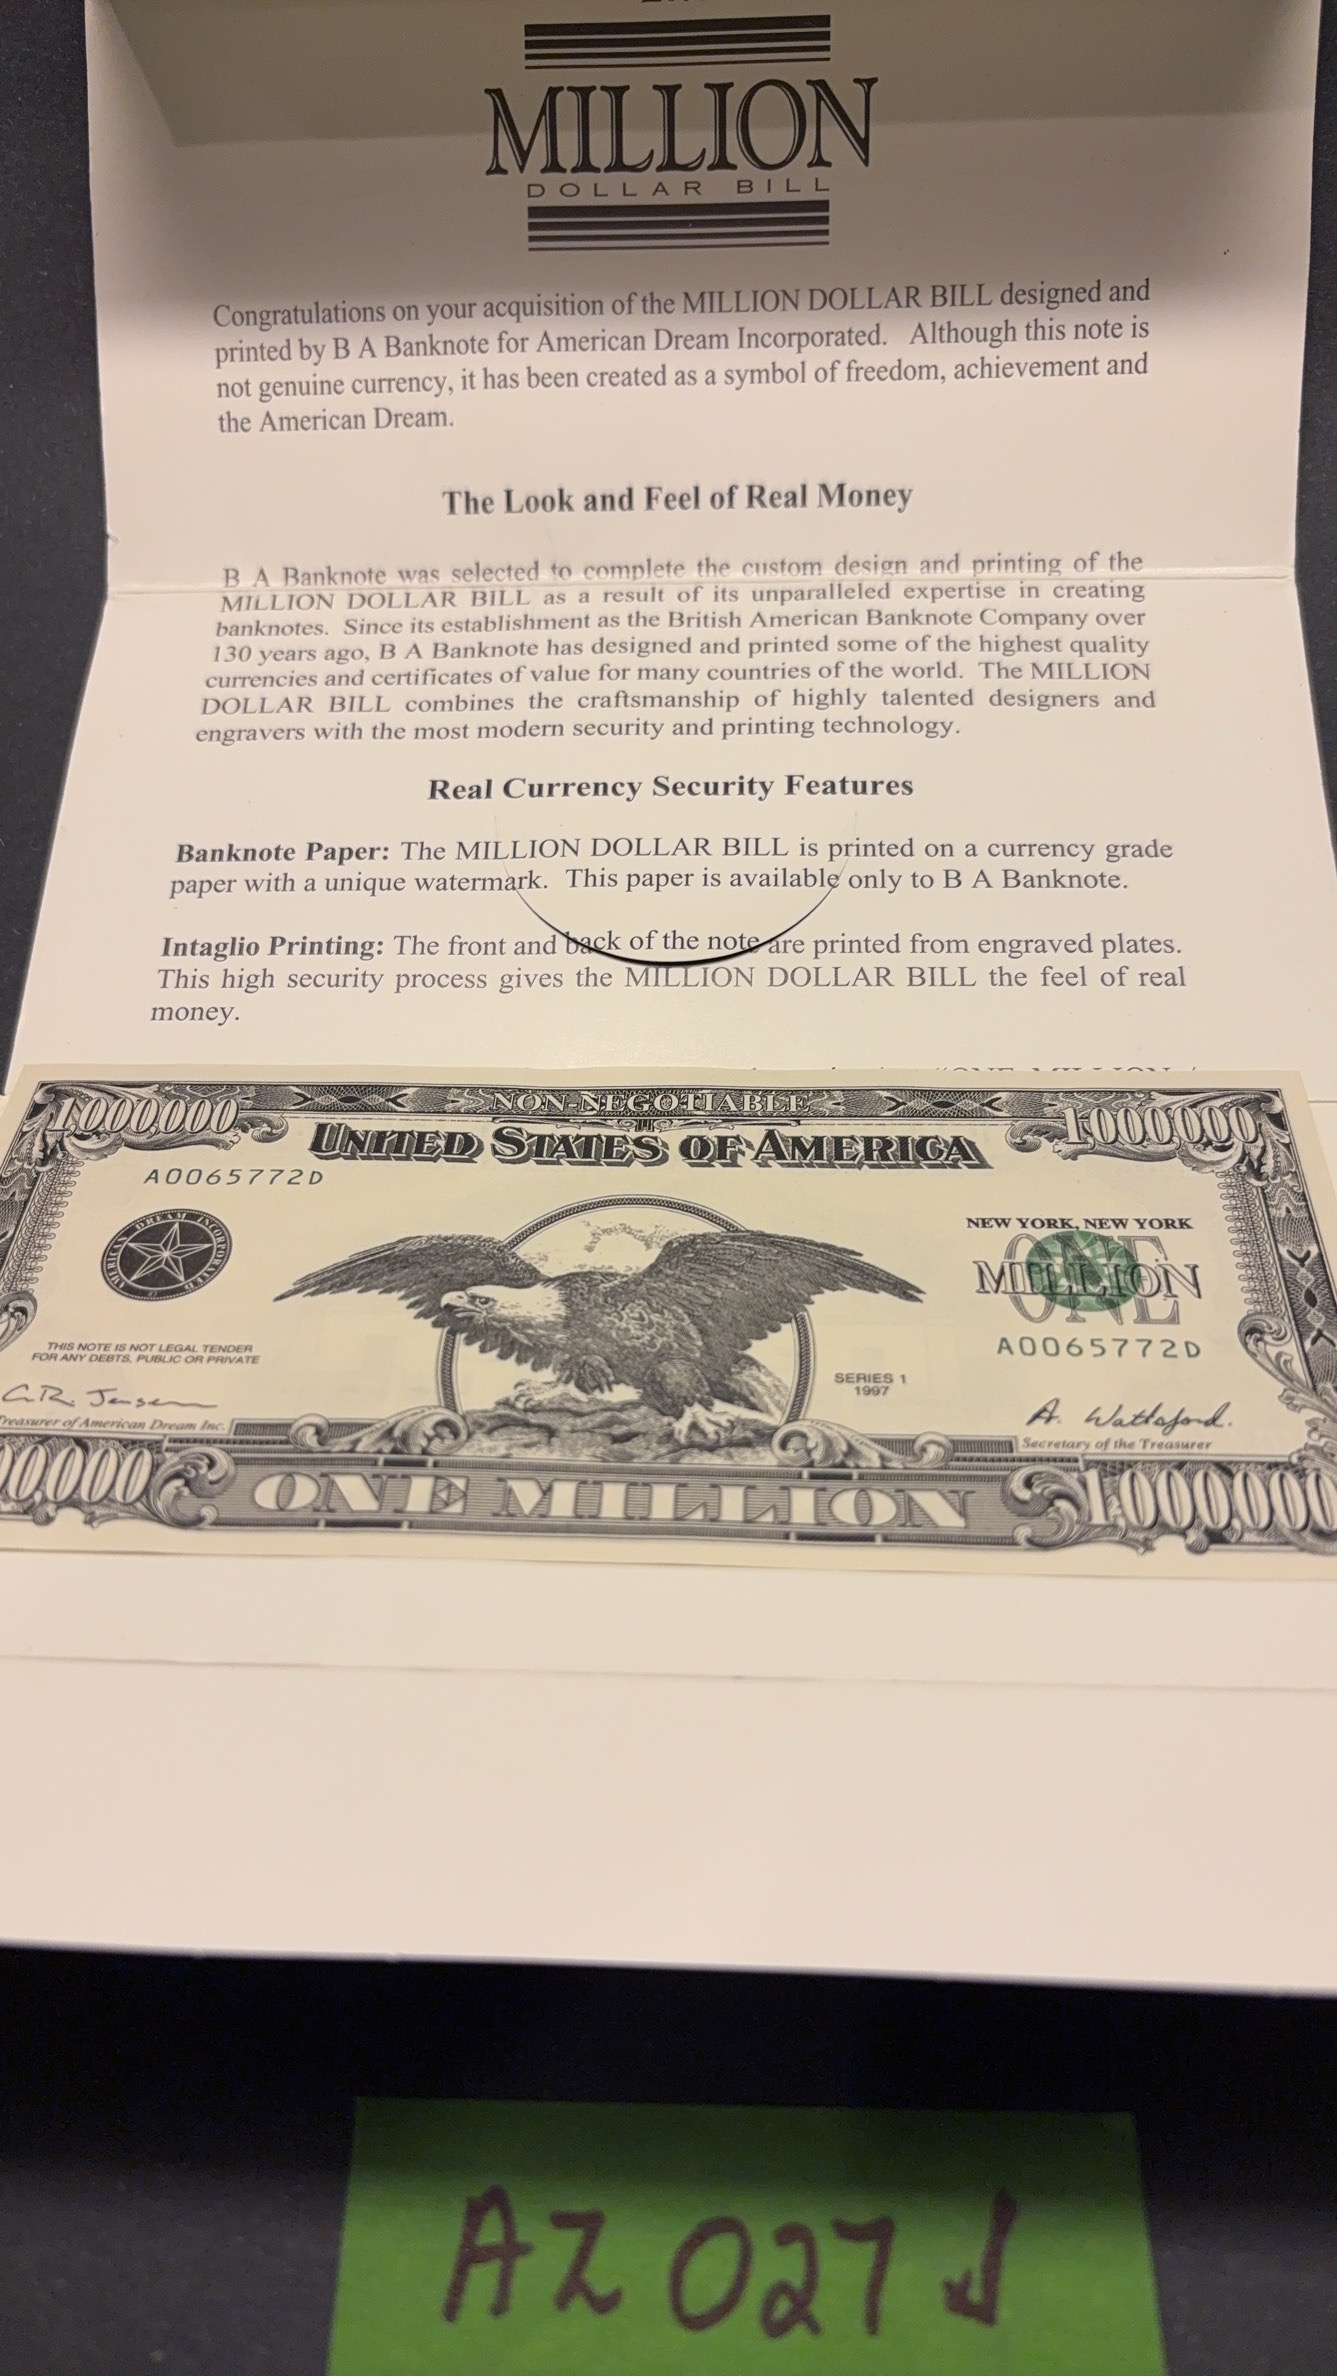 MILLION
DOLLAR BILL
Congratulations on your acquisition of the MILLION DOLLAR BILL designed and
printed by B A Banknote for American Dream Incorporated. Although this note is
not genuine currency, it has been created as a symbol of freedom, achievement and
the American Dream.
The Look and Feel of Real Money
B A Banknote was selected to complete the custom design and printing of the
MILLION DOLLAR BILL as a result of its unparalleled expertise in creating
banknotes. Since its establishment as the British American Banknote Company over
130 years ago, B A Banknote has designed and printed some of the highest quality
currencies and certificates of value for many countries of the world. The MILLION
DOLLAR BILL combines the craftsmanship of highly talented designers and
engravers with the most modern security and printing technology.
Real Currency Security Features
Banknote Paper: The MILLION DOLLAR BILL is printed on a currency grade
paper with a unique watermark. This paper is available only to B A Banknote.
Intaglio Printing: The front and back of the note are printed from engraved plates.
This high security process gives the MILLION DOLLAR BILL the feel of real
money.
NON-NEGOTIABLE
1,000,000 UNITED STATES OF AMERICA 1,000,000
A0065772D
AMERICAN DREAM INCORPORATED
NEW YORK, NEW YORK
ONE
MILLION
A0065772D
THIS NOTE IS NOT LEGAL TENDER
FOR ANY DEBTS, PUBLIC OR PRIVATE
SERIES 1
1997
C.R. Jensen
Treasurer of American Dream Inc.
Secretary of the Treasurer
ONE MILLION 1,000,000
AZ 027